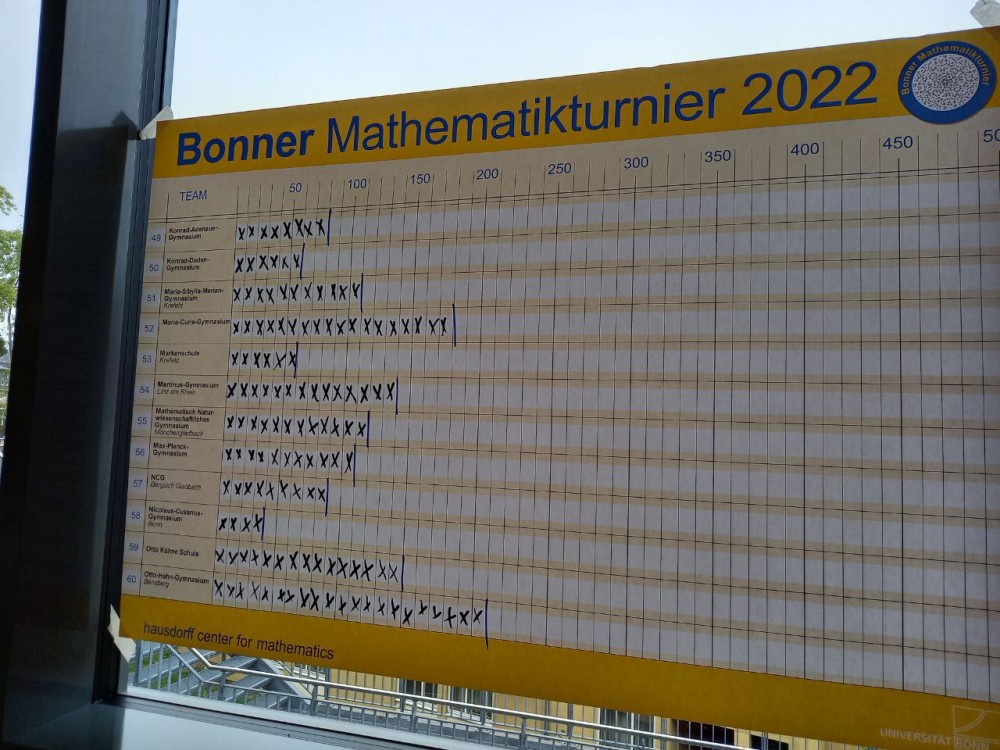 Bonner Mathematikturnier
Bonner Mathematikturnier 2022
TEAM 50 100 150 200 250 300 350 400 450
49 Konrad-Adenauer-
Gymnasium
50 Konrad-Duden-
Gymnasium
51 Maria-Sibylla-Merian-
Gymnasium
Krefeld
52 Marie-Curie-Gymnasium
53 Marienschule
Krefeld
54 Martinus-Gymnasium
Linz am Rhein
55 Mathematisch Natur-
wissenschaftliches
Gymnasium
Mönchengladbach
56 Max-Planck-
Gymnasium
57 NCG
Bergisch Gladbach
58 Nicolaus-Cusanus-
Gymnasium
Bonn
59 Otto Kühne Schule
60 Otto-Hahn-Gymnasium
Bensberg
hausdorff center for mathematics
UNIVERSITÄT BONN